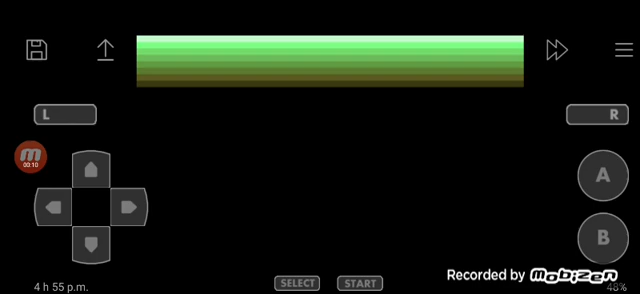 L
R
m
00:10
A
B
SELECT
START
Recorded by mobizen
4 h 55 p.m.
48%